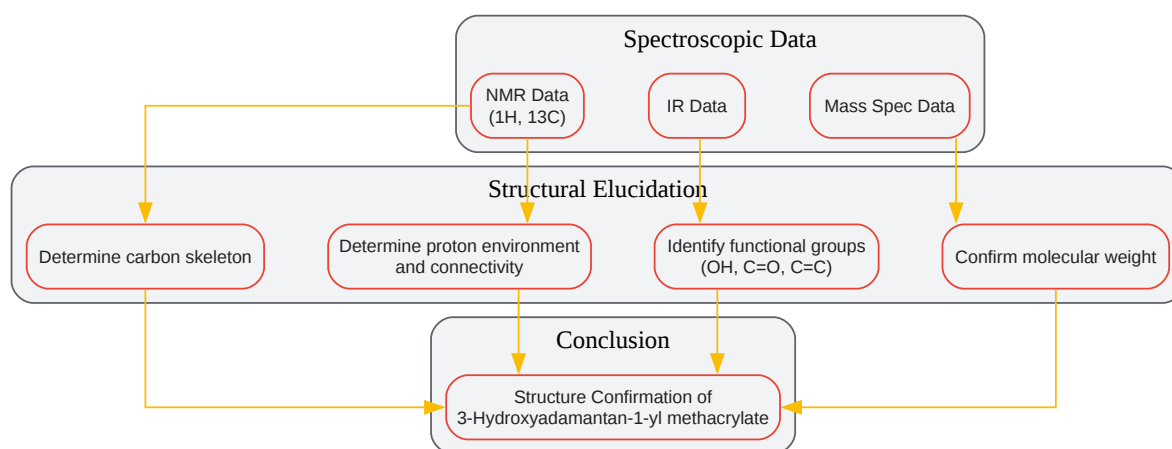 Spectroscopic Data
NMR Data
(1H, 13C)
IR Data
Mass Spec Data
Structural Elucidation
Determine carbon skeleton
Determine proton environment
and connectivity
Identify functional groups
(OH, C=O, C=C)
Confirm molecular weight
Conclusion
Structure Confirmation of
3-Hydroxyadamantan-1-yl methacrylate